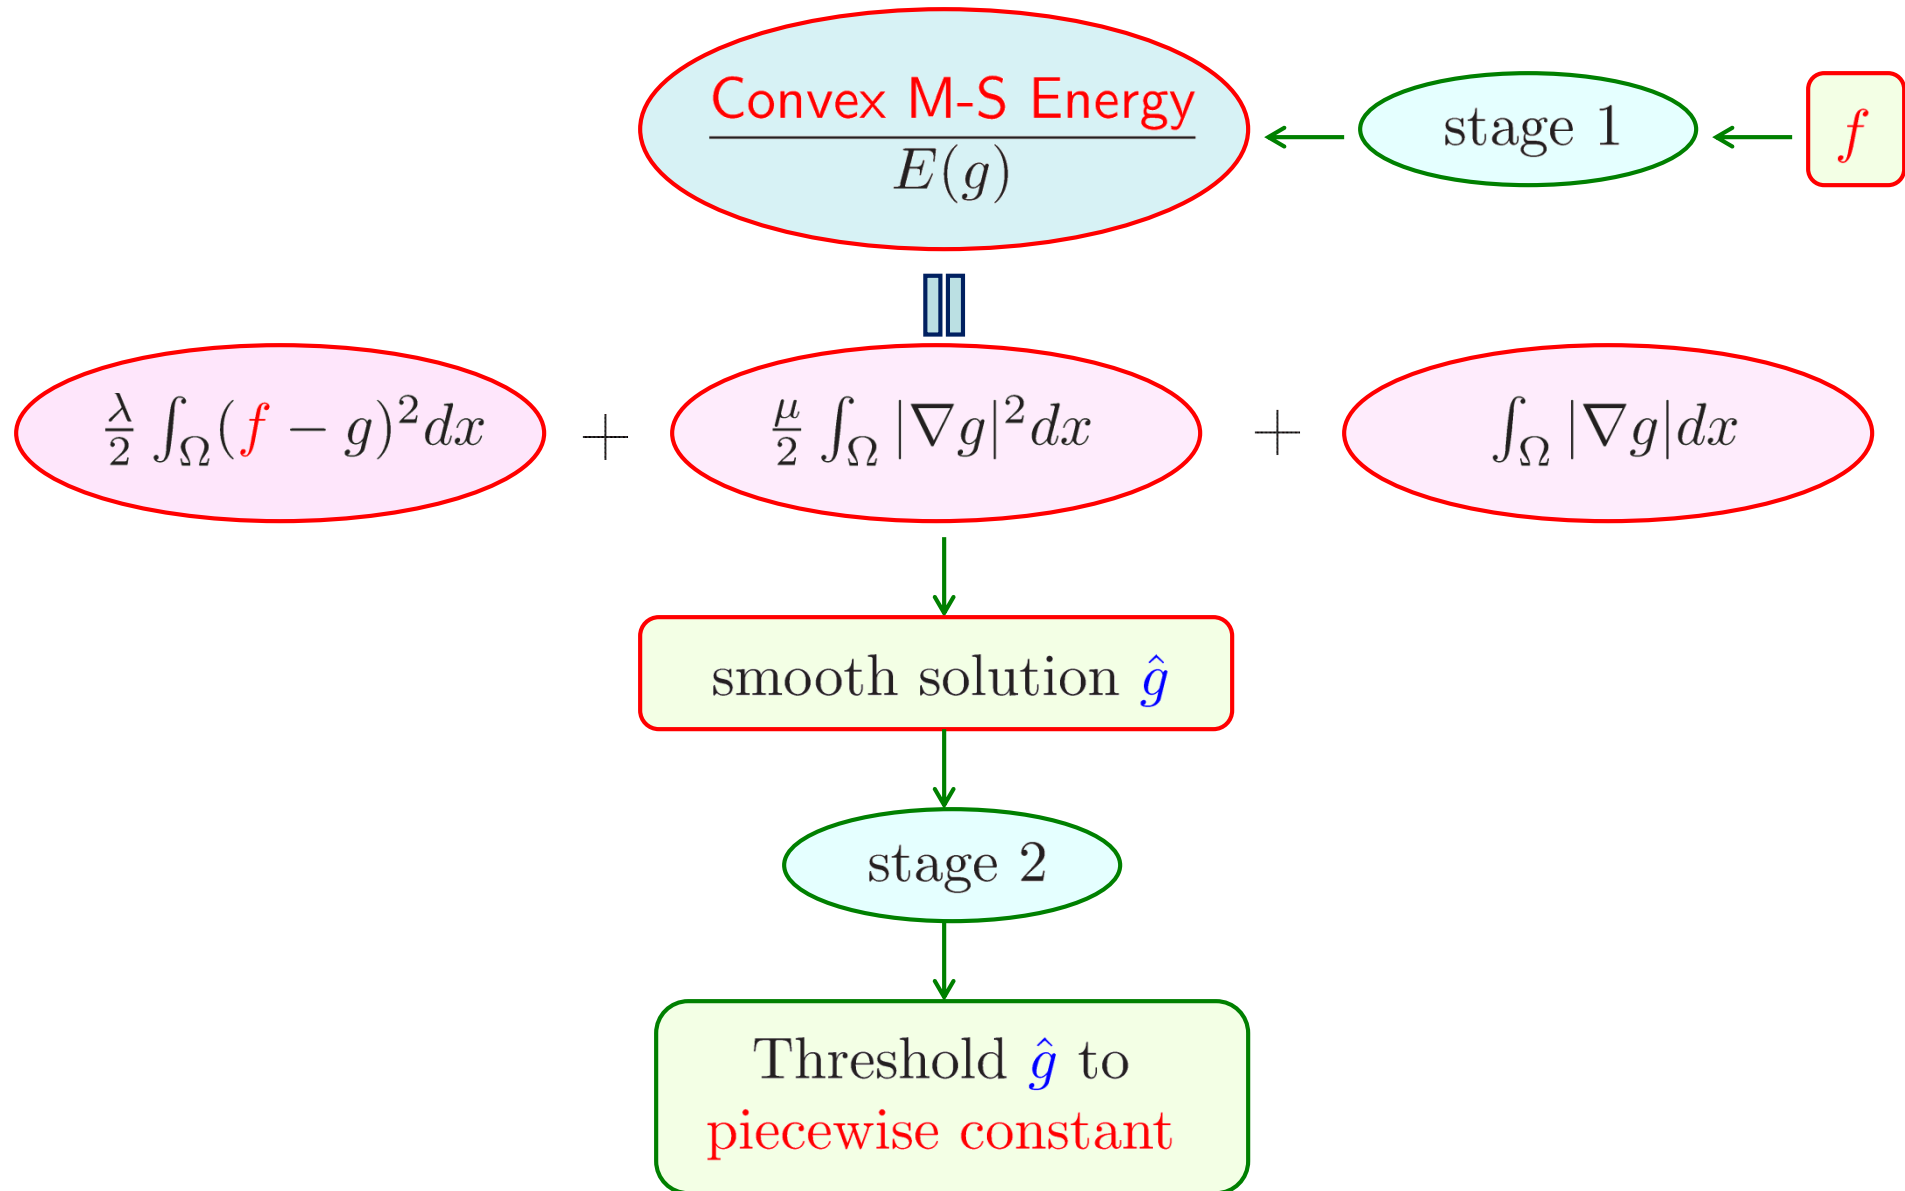 Convex M-S Energy
E(g)
stage 1
f
λ/2 ∫_Ω (f − g)² dx + μ/2 ∫_Ω |∇g|² dx + ∫_Ω |∇g| dx
smooth solution ĝ
stage 2
Threshold ĝ to
piecewise constant